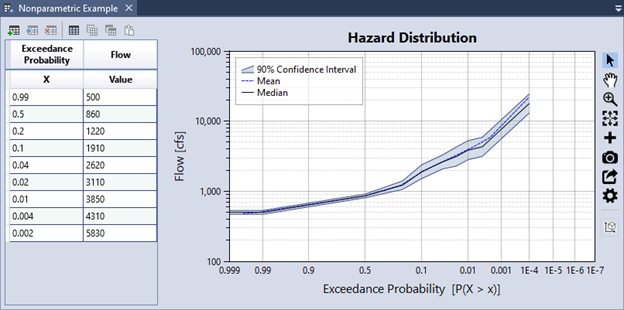 Nonparametric Example
Exceedance Probability Flow
X Value
0.99 500
0.5 860
0.2 1220
0.1 1910
0.04 2620
0.02 3110
0.01 3850
0.004 4310
0.002 5830
Hazard Distribution
90% Confidence Interval
Mean
Median
Flow [cfs]
100,000
10,000
1,000
100
0.999 0.99 0.9 0.5 0.1 0.01 0.001 1E-4 1E-5 1E-6 1E-7
Exceedance Probability [P(X > x)]